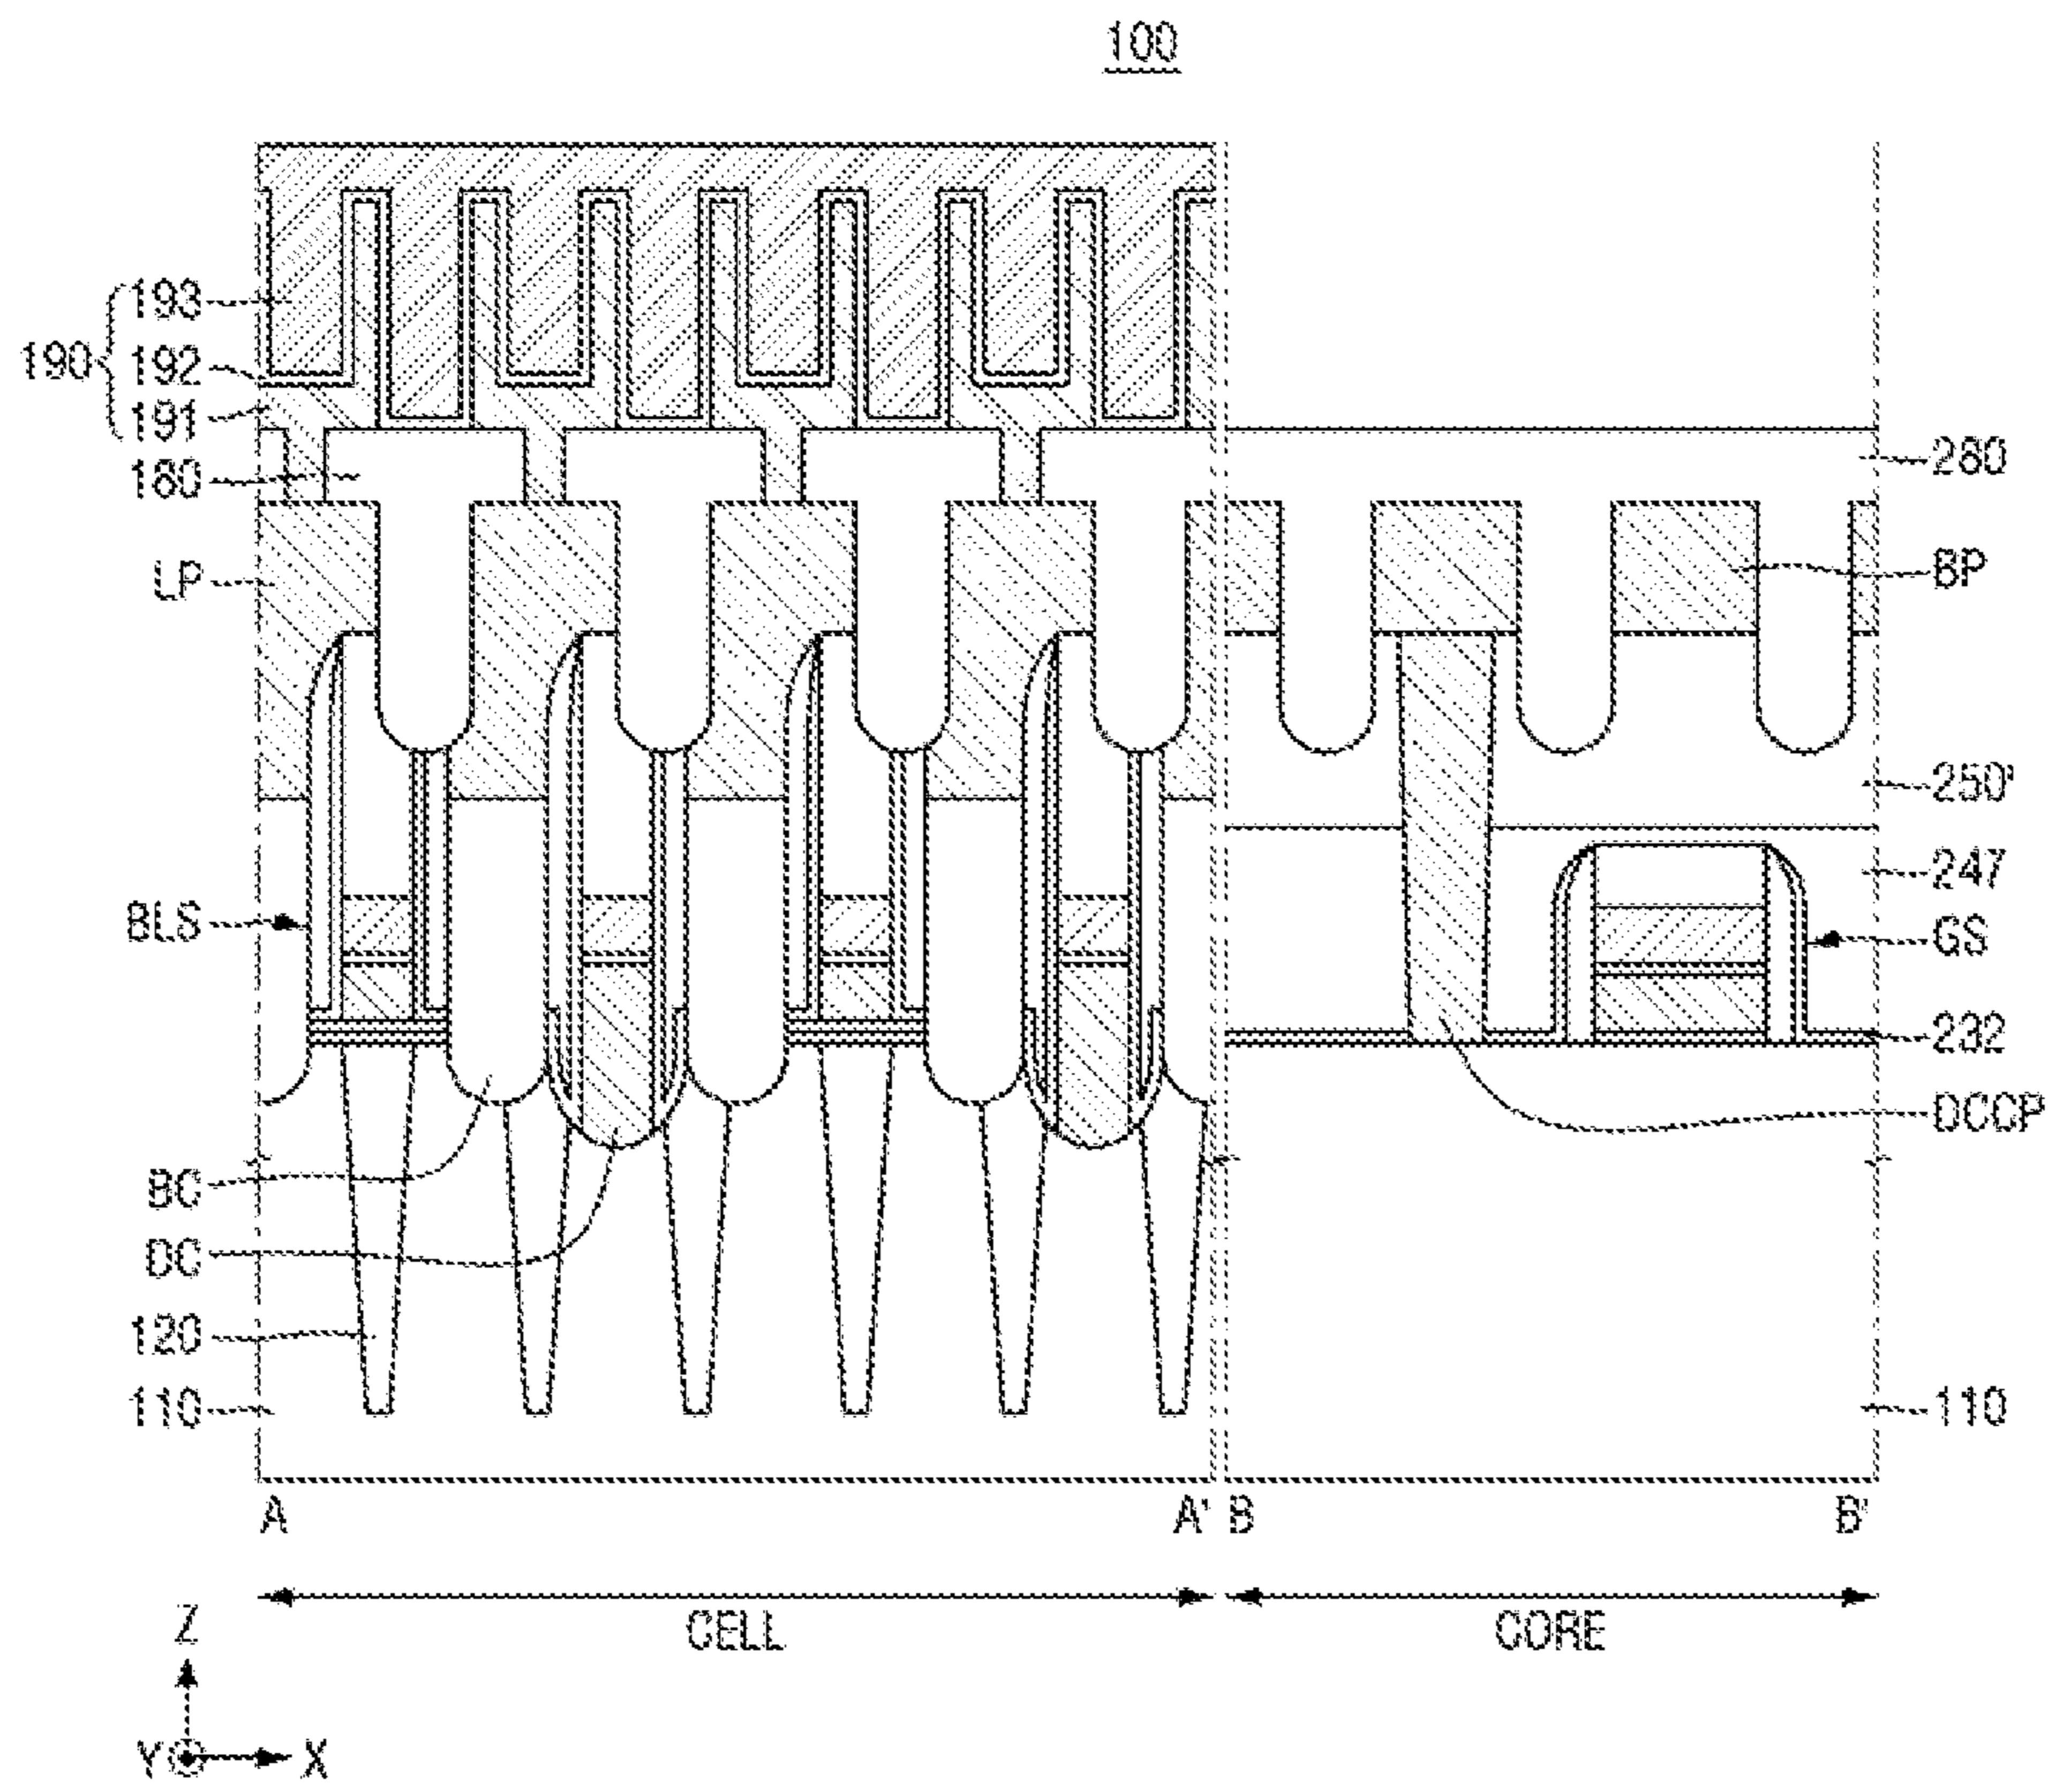 100
193
190
192
191
180
LP
BLS
BC
DC
120
110
280
BP
250'
247
GS
232
DCCP
110
A
A'
B
B'
CELL
CORE
Z
Y
X